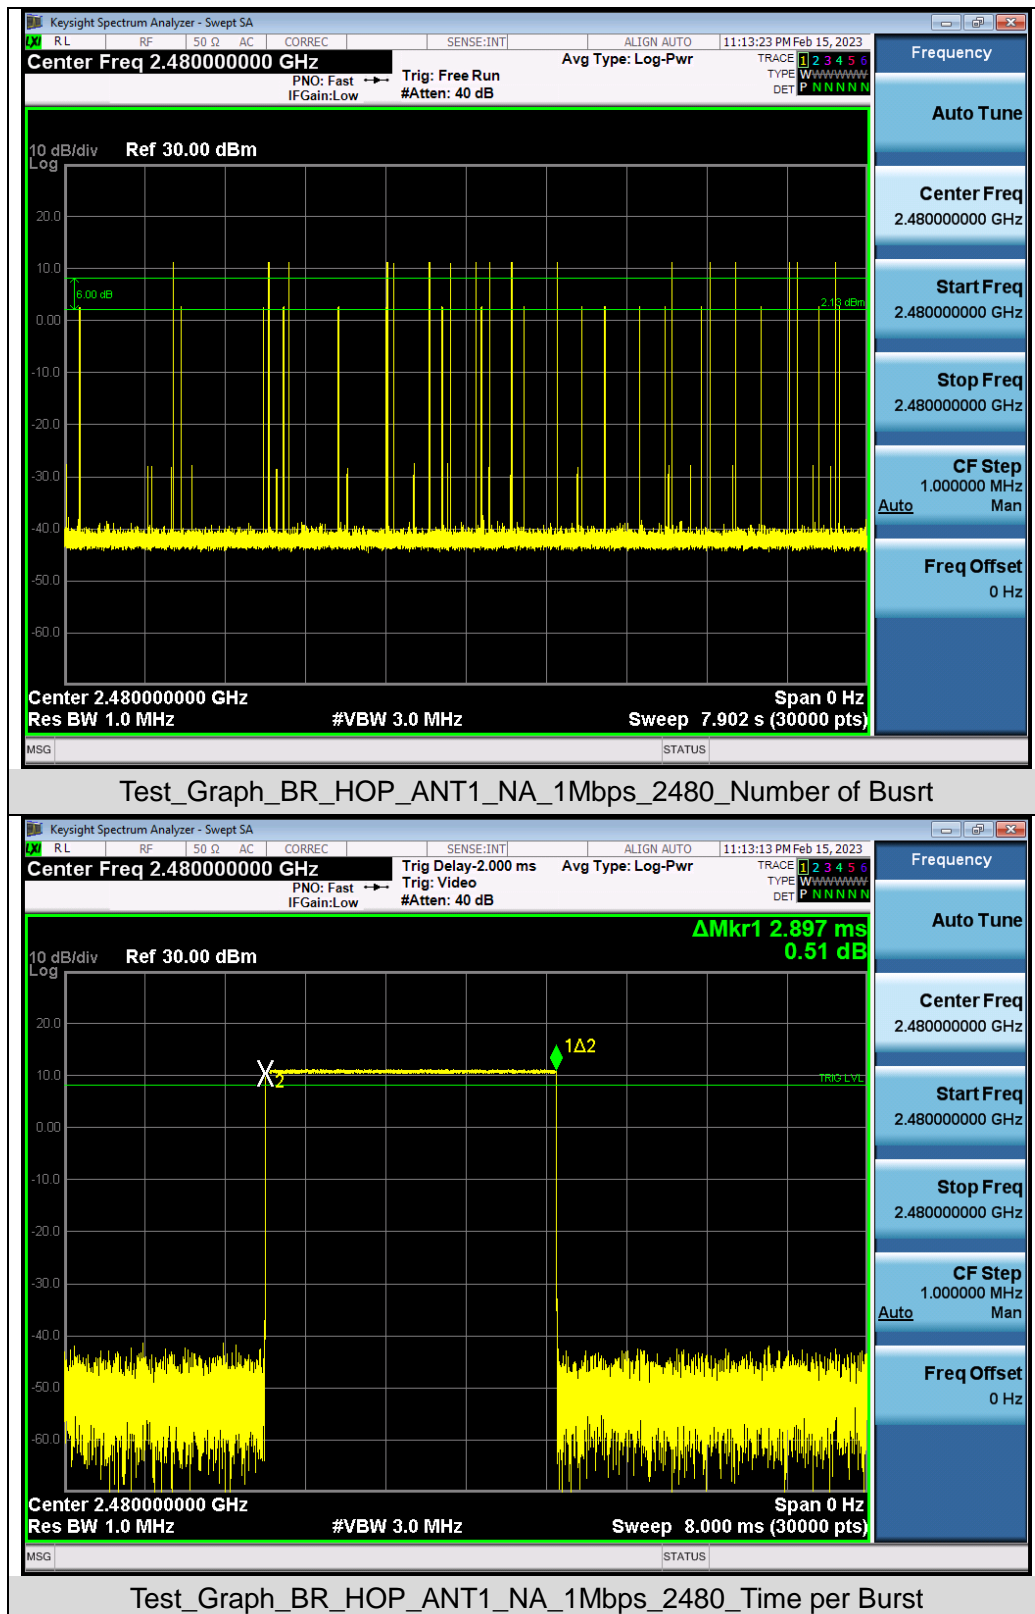 Keysight Spectrum Analyzer - Swept SA
LXI RL RF 50 Ω AC CORREC SENSE:INT ALIGN AUTO 11:13:23 PM Feb 15, 2023
Center Freq 2.480000000 GHz
PNO: Fast
IFGain:Low
Trig: Free Run
#Atten: 40 dB
Avg Type: Log-Pwr
TRACE 1 2 3 4 5 6
TYPE WWWWWW
DET P N N N N N
10 dB/div
Log
Ref 30.00 dBm
20.0
10.0
6.00 dB
2.13 dBm
0.00
-10.0
-20.0
-30.0
-40.0
-50.0
-60.0
Center 2.480000000 GHz
Span 0 Hz
Res BW 1.0 MHz
#VBW 3.0 MHz
Sweep 7.902 s (30000 pts)
MSG
STATUS
Frequency
Auto Tune
Center Freq
2.480000000 GHz
Start Freq
2.480000000 GHz
Stop Freq
2.480000000 GHz
CF Step
1.000000 MHz
Auto Man
Freq Offset
0 Hz
Test_Graph_BR_HOP_ANT1_NA_1Mbps_2480_Number of Busrt
Keysight Spectrum Analyzer - Swept SA
LXI RL RF 50 Ω AC CORREC SENSE:INT ALIGN AUTO 11:13:13 PM Feb 15, 2023
Center Freq 2.480000000 GHz
PNO: Fast
IFGain:Low
Trig Delay-2.000 ms
Trig: Video
#Atten: 40 dB
Avg Type: Log-Pwr
TRACE 1 2 3 4 5 6
TYPE WWWWWW
DET P N N N N N
ΔMkr1 2.897 ms
0.51 dB
10 dB/div
Log
Ref 30.00 dBm
20.0
1Δ2
2
10.0
TRIG LVL
0.00
-10.0
-20.0
-30.0
-40.0
-50.0
-60.0
Center 2.480000000 GHz
Span 0 Hz
Res BW 1.0 MHz
#VBW 3.0 MHz
Sweep 8.000 ms (30000 pts)
MSG
STATUS
Frequency
Auto Tune
Center Freq
2.480000000 GHz
Start Freq
2.480000000 GHz
Stop Freq
2.480000000 GHz
CF Step
1.000000 MHz
Auto Man
Freq Offset
0 Hz
Test_Graph_BR_HOP_ANT1_NA_1Mbps_2480_Time per Burst